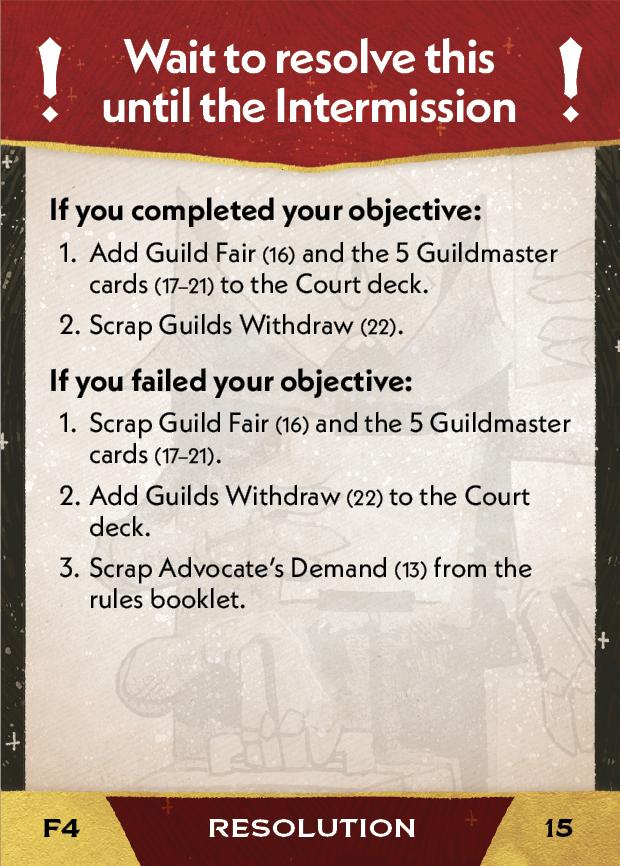 ! Wait to resolve this !
until the Intermission
If you completed your objective:
1. Add Guild Fair (16) and the 5 Guildmaster
cards (17–21) to the Court deck.
2. Scrap Guilds Withdraw (22).
If you failed your objective:
1. Scrap Guild Fair (16) and the 5 Guildmaster
cards (17–21).
2. Add Guilds Withdraw (22) to the Court
deck.
3. Scrap Advocate's Demand (13) from the
rules booklet.
F4 RESOLUTION 15